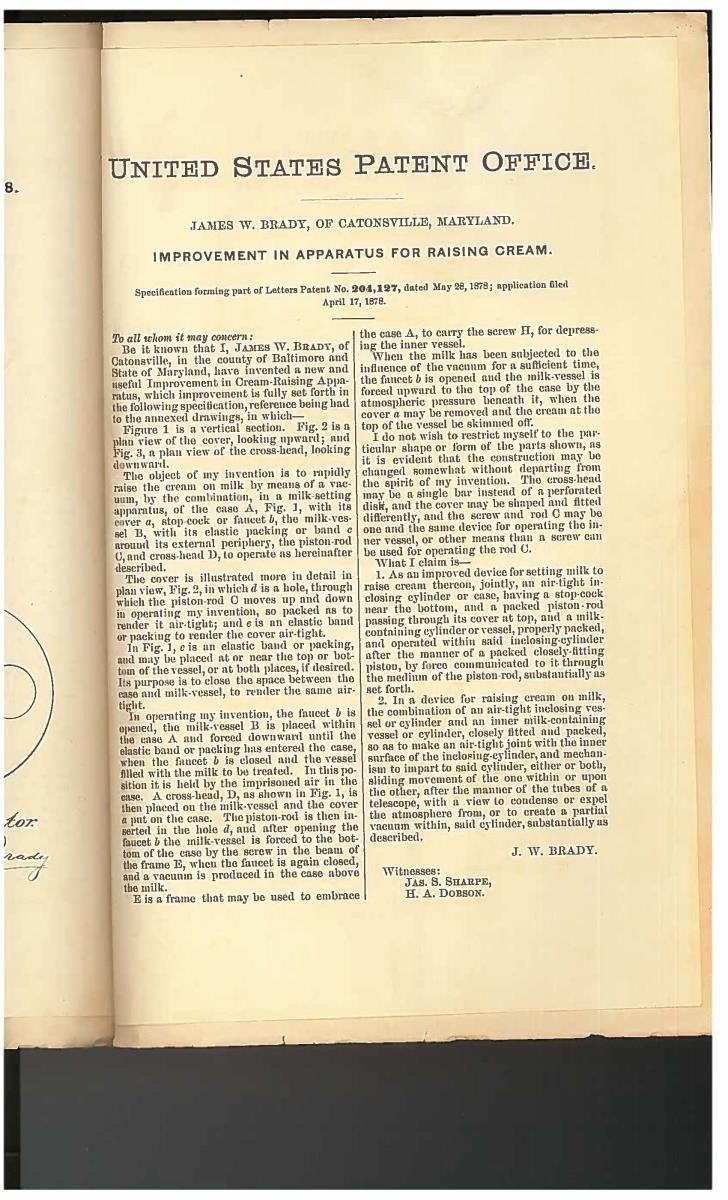 8.
tor.
rady
UNITED STATES PATENT OFFICE.
JAMES W. BRADY, OF CATONSVILLE, MARYLAND.
IMPROVEMENT IN APPARATUS FOR RAISING CREAM.
Specification forming part of Letters Patent No. 204,127, dated May 28, 1878; application filed
April 17, 1878.
To all whom it may concern:
Be it known that I, JAMES W. BRADY, of
Catonsville, in the county of Baltimore and
State of Maryland, have invented a new and
useful Improvement in Cream-Raising Appa-
ratus, which improvement is fully set forth in
the following specification, reference being had
to the annexed drawings, in which—
Figure 1 is a vertical section. Fig. 2 is a
plan view of the cover, looking upward; and
Fig. 3, a plan view of the cross-head, looking
downward.
The object of my invention is to rapidly
raise the cream on milk by means of a vac-
uum, by the combination, in a milk-setting
apparatus, of the case A, Fig. 1, with its
cover a, stop-cock or faucet b, the milk-ves-
sel B, with its elastic packing or band c
around its external periphery, the piston-rod
C, and cross-head D, to operate as hereinafter
described.
The cover is illustrated more in detail in
plan view, Fig. 2, in which d is a hole, through
which the piston-rod C moves up and down
in operating my invention, so packed as to
render it air-tight; and e is an elastic band
or packing to render the cover air-tight.
In Fig. 1, c is an elastic band or packing,
and may be placed at or near the top or bot-
tom of the vessel, or at both places, if desired.
Its purpose is to close the space between the
case and milk-vessel, to render the same air-
tight.
In operating my invention, the faucet b is
opened, the milk-vessel B is placed within
the case A and forced downward until the
elastic band or packing has entered the case,
when the faucet b is closed and the vessel
filled with the milk to be treated. In this po-
sition it is held by the imprisoned air in the
case. A cross-head, D, as shown in Fig. 1, is
then placed on the milk-vessel and the cover
a put on the case. The piston-rod is then in-
serted in the hole d, and after opening the
faucet b the milk-vessel is forced to the bot-
tom of the case by the screw in the beam of
the frame E, when the faucet is again closed,
and a vacuum is produced in the case above
the milk.
E is a frame that may be used to embrace
the case A, to carry the screw H, for depress-
ing the inner vessel.
When the milk has been subjected to the
influence of the vacuum for a sufficient time,
the faucet b is opened and the milk-vessel is
forced upward to the top of the case by the
atmospheric pressure beneath it, when the
cover a may be removed and the cream at the
top of the vessel be skimmed off.
I do not wish to restrict myself to the par-
ticular shape or form of the parts shown, as
it is evident that the construction may be
changed somewhat without departing from
the spirit of my invention. The cross-head
may be a single bar instead of a perforated
disk, and the cover may be shaped and fitted
differently, and the screw and rod C may be
one and the same device for operating the in-
ner vessel, or other means than a screw can
be used for operating the rod C.
What I claim is—
1. As an improved device for setting milk to
raise cream thereon, jointly, an air-tight in-
closing cylinder or case, having a stop-cock
near the bottom, and a packed piston-rod
passing through its cover at top, and a milk-
containing cylinder or vessel, properly packed,
and operated within said inclosing-cylinder
after the manner of a packed closely-fitting
piston, by force communicated to it through
the medium of the piston-rod, substantially as
set forth.
2. In a device for raising cream on milk,
the combination of an air-tight inclosing ves-
sel or cylinder and an inner milk-containing
vessel or cylinder, closely fitted and packed,
so as to make an air-tight joint with the inner
surface of the inclosing-cylinder, and mechan-
ism to impart to said cylinder, either or both,
sliding movement of the one within or upon
the other, after the manner of the tubes of a
telescope, with a view to condense or expel
the atmosphere from, or to create a partial
vacuum within, said cylinder, substantially as
described.
J. W. BRADY.
Witnesses:
JAS. S. SHARPE,
H. A. DOBSON.